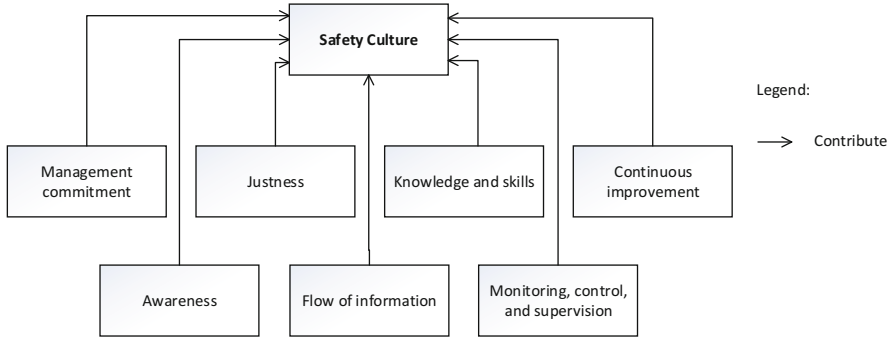 Safety Culture
Legend:
Contribute
Management
commitment
Justness
Knowledge and skills
Continuous
improvement
Awareness
Flow of information
Monitoring, control,
and supervision